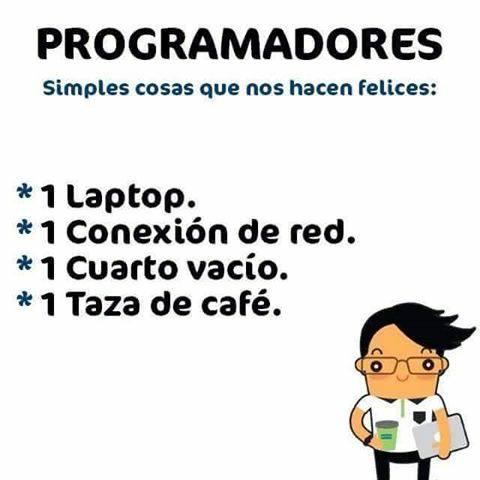 PROGRAMADORES
Simples cosas que nos hacen felices:
* 1 Laptop.
* 1 Conexión de red.
* 1 Cuarto vacío.
* 1 Taza de café.